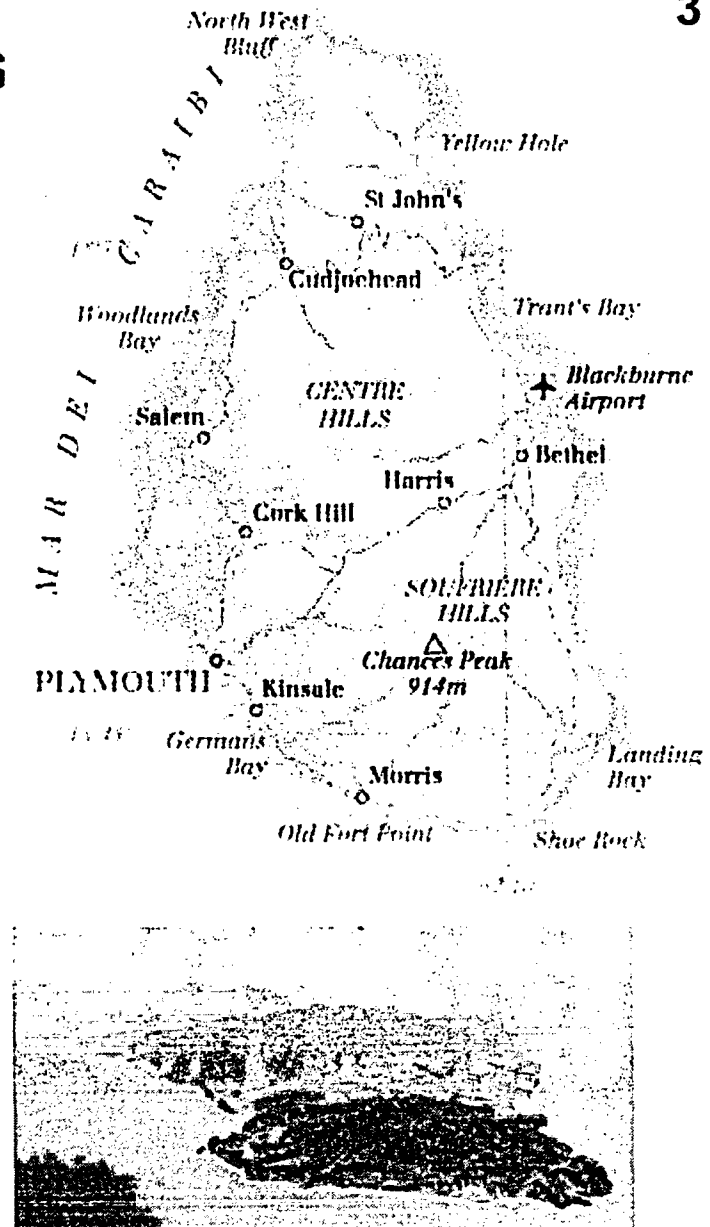 3
North West
Bluff
MAR DEI CARAIBI
Yellow Hole
St John's
Cudjoehead
Woodlands
Bay
Trant's Bay
CENTRE
HILLS
Blackburne
Airport
Salem
Bethel
Harris
Cork Hill
SOUFRIÈRE
HILLS
Chances Peak
914m
PLYMOUTH
Kinsale
Germans
Bay
Landing
Bay
Morris
Old Fort Point
Shoe Rock